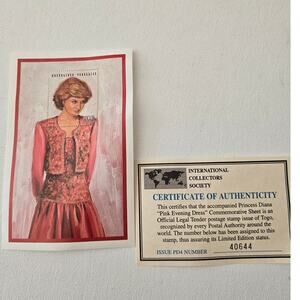 REPUBLIQUE TOGOLAISE
INTERNATIONAL
COLLECTORS
SOCIETY
CERTIFICATE OF AUTHENTICITY
This certifies that the accompanied Princess Diana
"Pink Evening Dress" Commemorative Sheet is an
Official Legal Tender postage stamp issue of Togo,
recognized by every Postal Authority around the
world. The number below has been assigned to this
stamp, thus assuring its Limited Edition status.
ISSUE PD4 NUMBER 40644